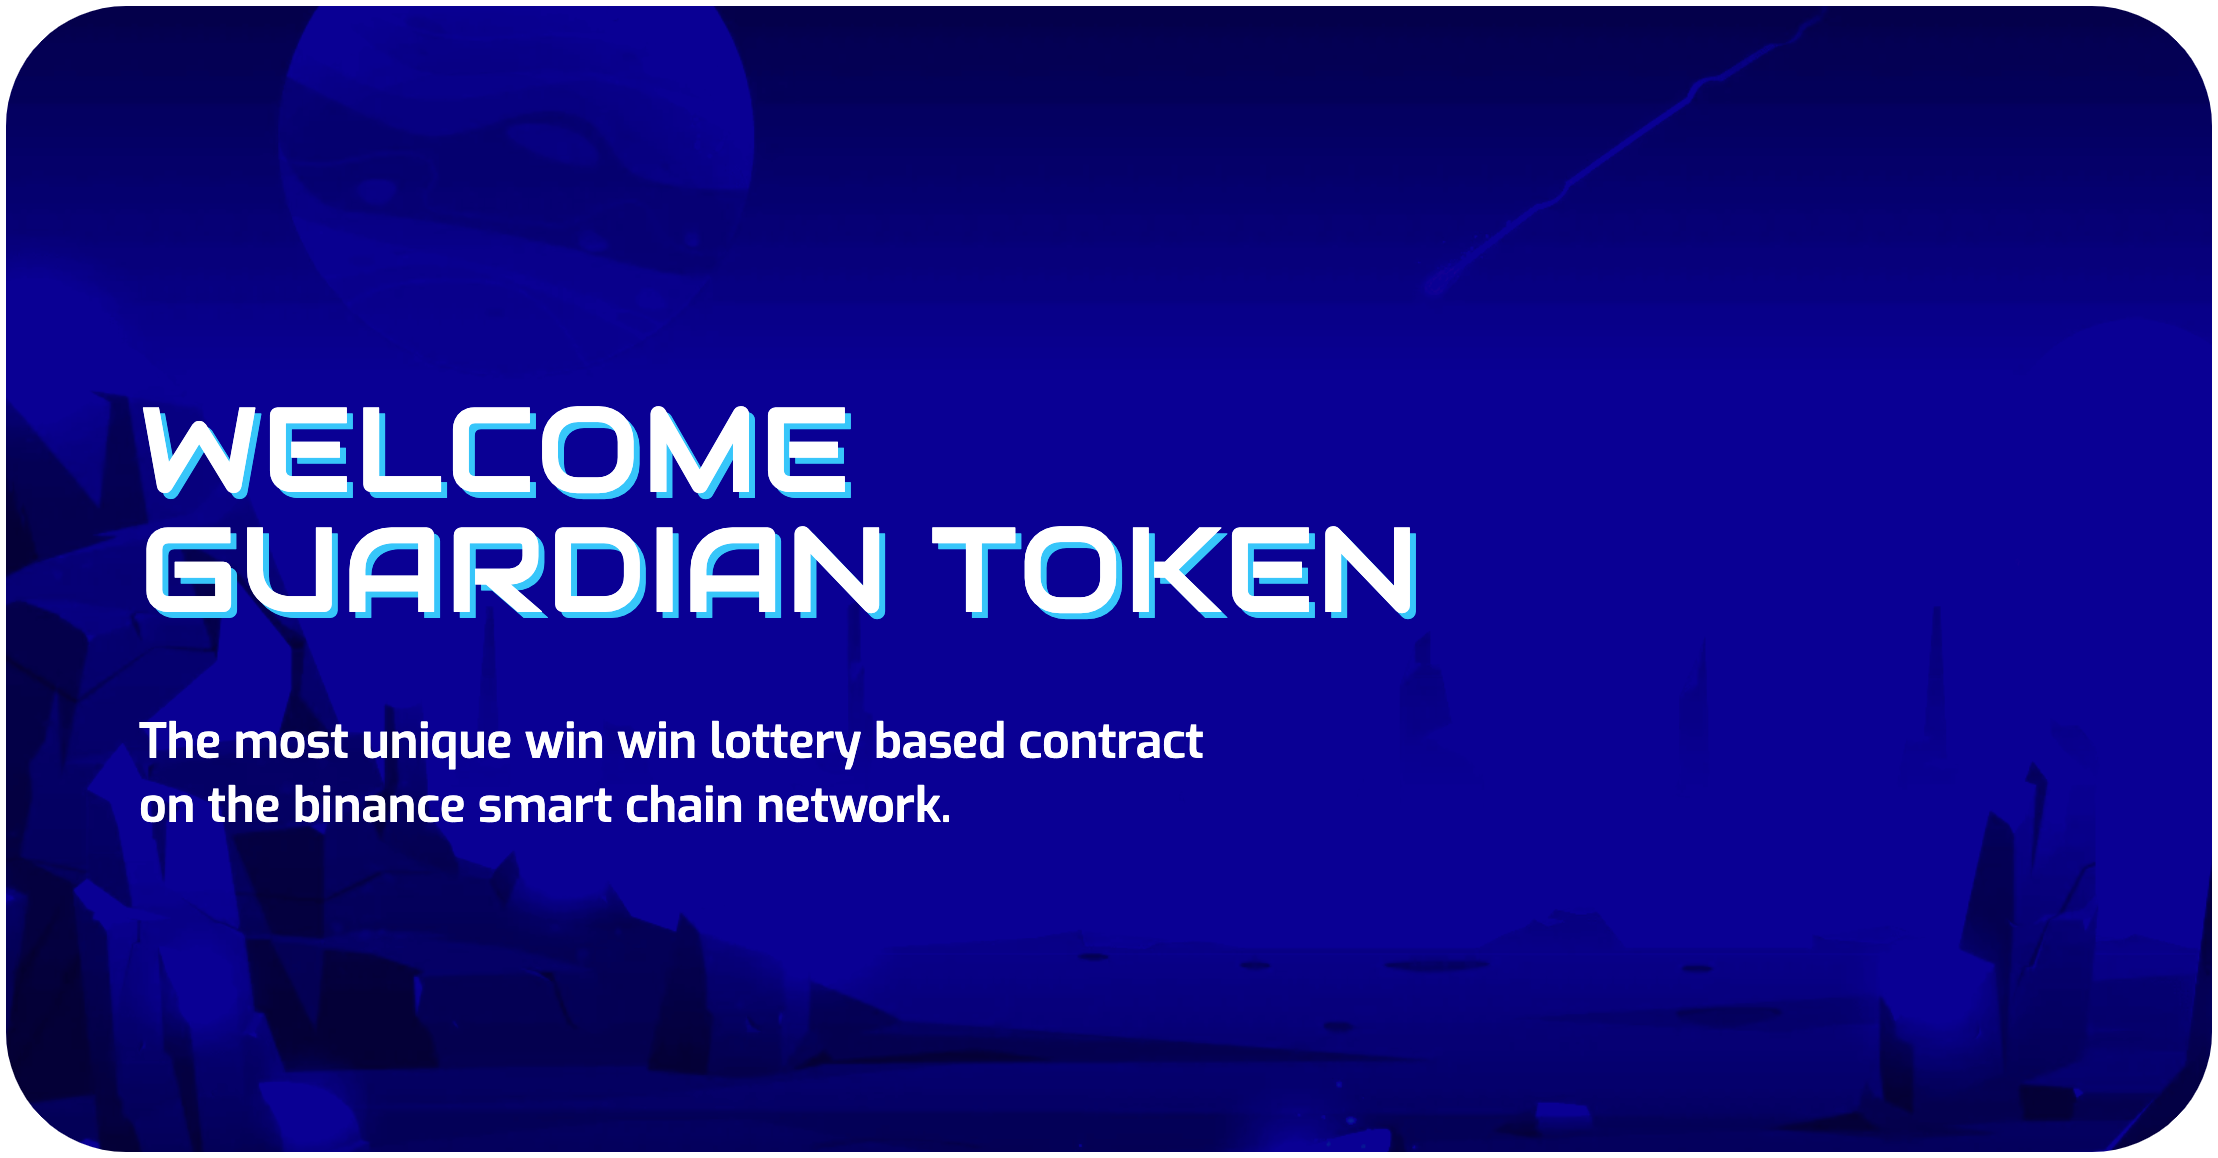 WELCOME
GUARDIAN TOKEN
The most unique win win lottery based contract
on the binance smart chain network.